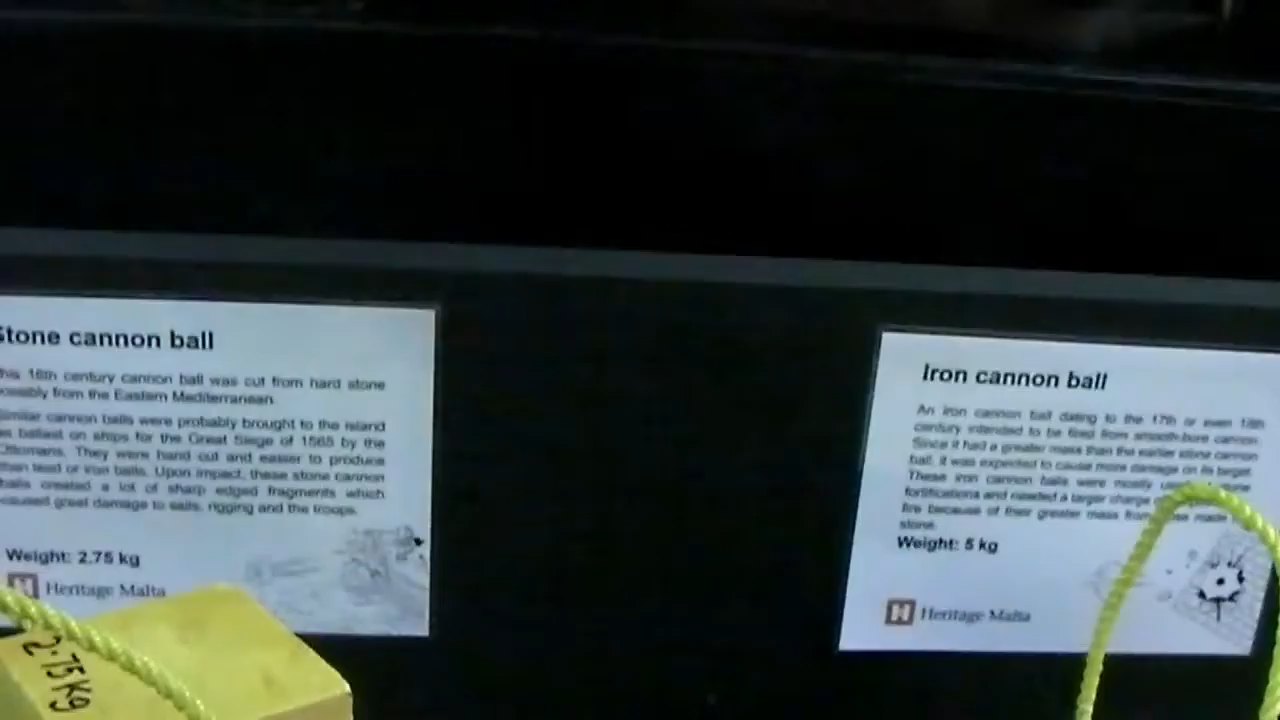 Stone cannon ball
this 16th century cannon ball was cut from hard stone
possibly from the Eastern Mediterranean.
Similar cannon balls were probably brought to the island
as ballast on ships for the Great Siege of 1565 by the
Ottomans. They were hand cut and easier to produce
than lead or iron balls. Upon impact, these stone cannon
balls created a lot of sharp edged fragments which
caused great damage to sails, rigging and the troops.
Weight: 2.75 kg
H Heritage Malta
2.75 Kg
Iron cannon ball
An iron cannon ball dating to the 17th or even 18th
century intended to be fired from smooth-bore cannon.
Since it had a greater mass than the earlier stone cannon
ball, it was expected to cause more damage on its target.
These iron cannon balls were mostly
fortifications and needed a larger charge
fire because of their greater mass from made
stone.
Weight: 5 kg
H Heritage Malta